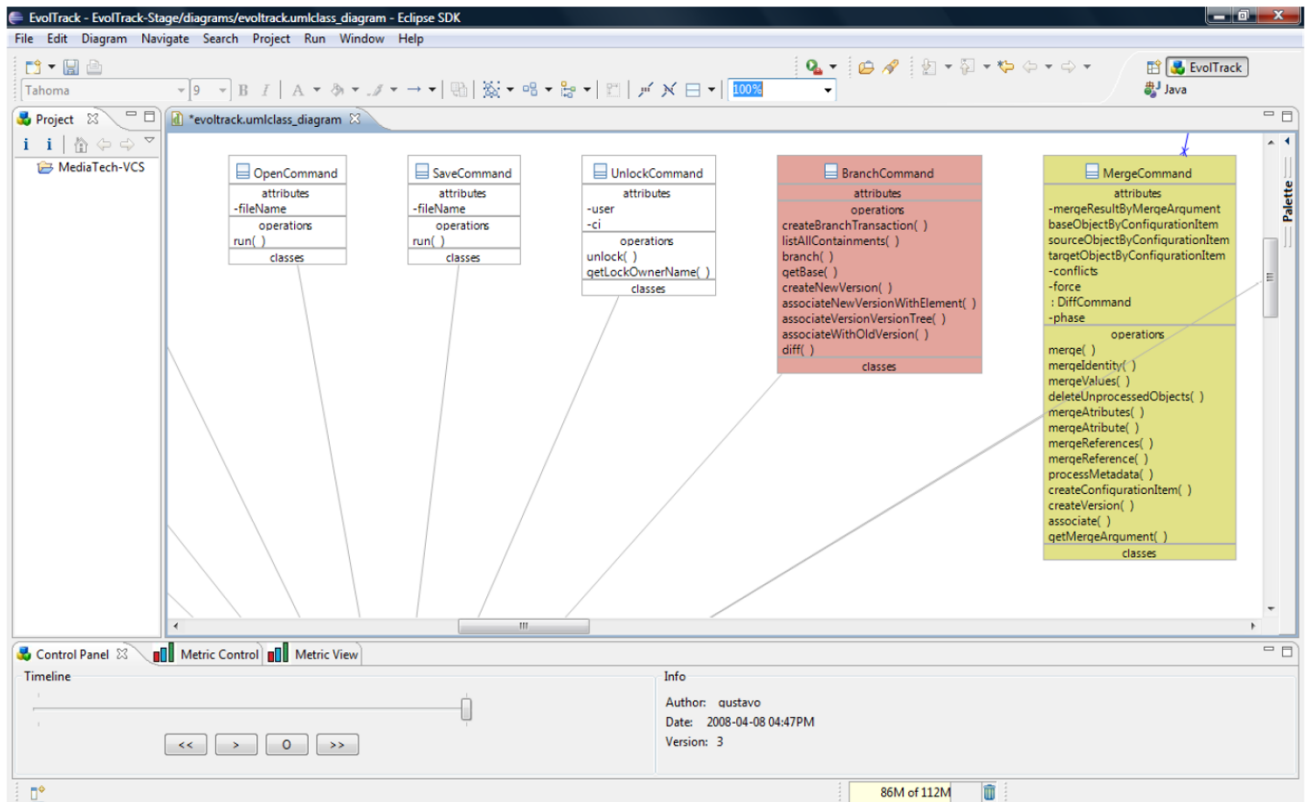 EvolTrack - EvolTrack-Stage/diagrams/evoltrack.umlclass_diagram - Eclipse SDK
File Edit Diagram Navigate Search Project Run Window Help
EvolTrack
Tahoma 9 B I A 100% Java
Project
*evoltrack.umlclass_diagram
MediaTech-VCS
Palette
OpenCommand
attributes
-fileName
operations
run( )
classes
SaveCommand
attributes
-fileName
operations
run( )
classes
UnlockCommand
attributes
-user
-ci
operations
unlock( )
getLockOwnerName( )
classes
BranchCommand
attributes
operations
createBranchTransaction( )
listAllContainments( )
branch( )
getBase( )
createNewVersion( )
associateNewVersionWithElement( )
associateVersionVersionTree( )
associateWithOldVersion( )
diff( )
classes
MergeCommand
attributes
-mergeResultByMergeArgument
baseObjectByConfigurationItem
sourceObjectByConfigurationItem
targetObjectByConfigurationItem
-conflicts
-force
: DiffCommand
-phase
operations
merge( )
mergeIdentity( )
mergeValues( )
deleteUnprocessedObjects( )
mergeAtributes( )
mergeAtribute( )
mergeReferences( )
mergeReference( )
processMetadata( )
createConfigurationItem( )
createVersion( )
associate( )
getMergeArgument( )
classes
Control Panel Metric Control Metric View
Timeline
<< > O >>
Info
Author: gustavo
Date: 2008-04-08 04:47PM
Version: 3
86M of 112M